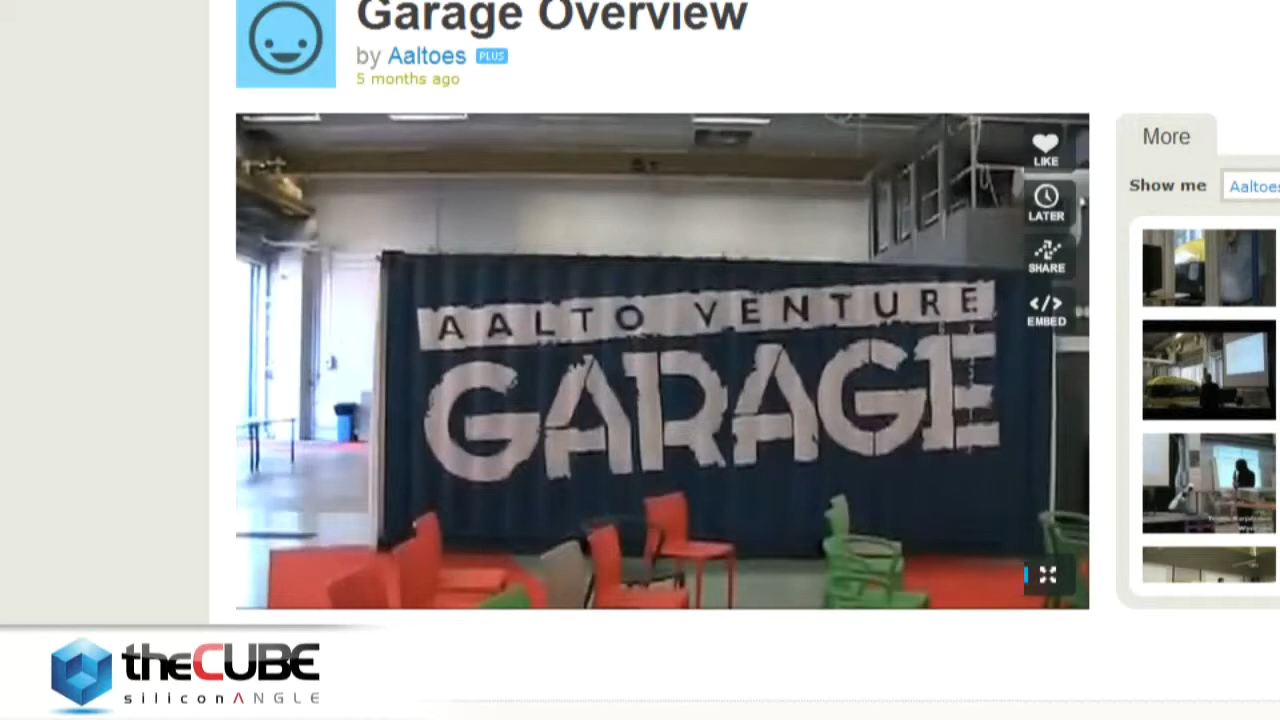 Garage Overview
by Aaltoes PLUS
5 months ago
LIKE
LATER
SHARE
</> EMBED
AALTO VENTURE
GARAGE
More
Show me Aaltoes
theCUBE
siliconANGLE